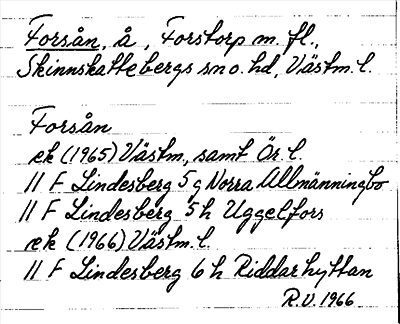 Forsån, å, Forstorp m. fl.,
Skinnskattebergs sn o. hd, Västm. l.
Forsån
ek (1965) Västm, samt Ör. l.
11 F Lindesberg 5 g Norra Allmänningbo
11 F Lindesberg 5 h Uggelfors
ek (1966) Västm. l.
11 F Lindesberg 6 h Riddarhyttan
R.V. 1966